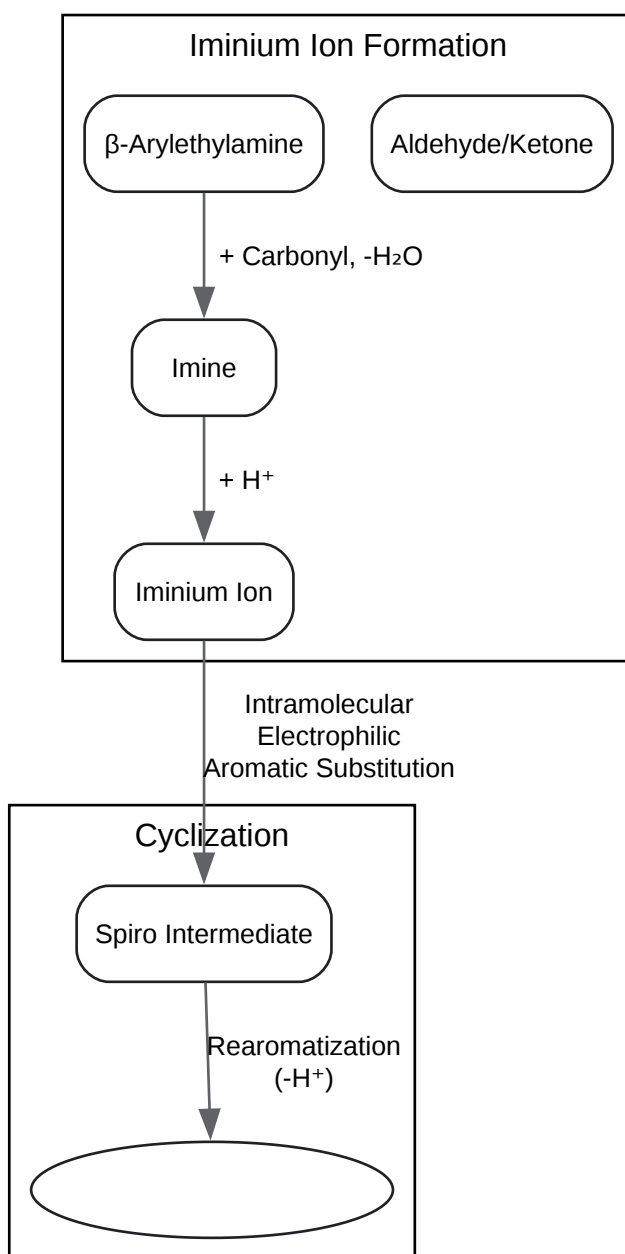 Iminium Ion Formation
β-Arylethylamine
Aldehyde/Ketone
+ Carbonyl, -H₂O
Imine
+ H⁺
Iminium Ion
Intramolecular
Electrophilic
Aromatic Substitution
Cyclization
Spiro Intermediate
Rearomatization
(-H⁺)